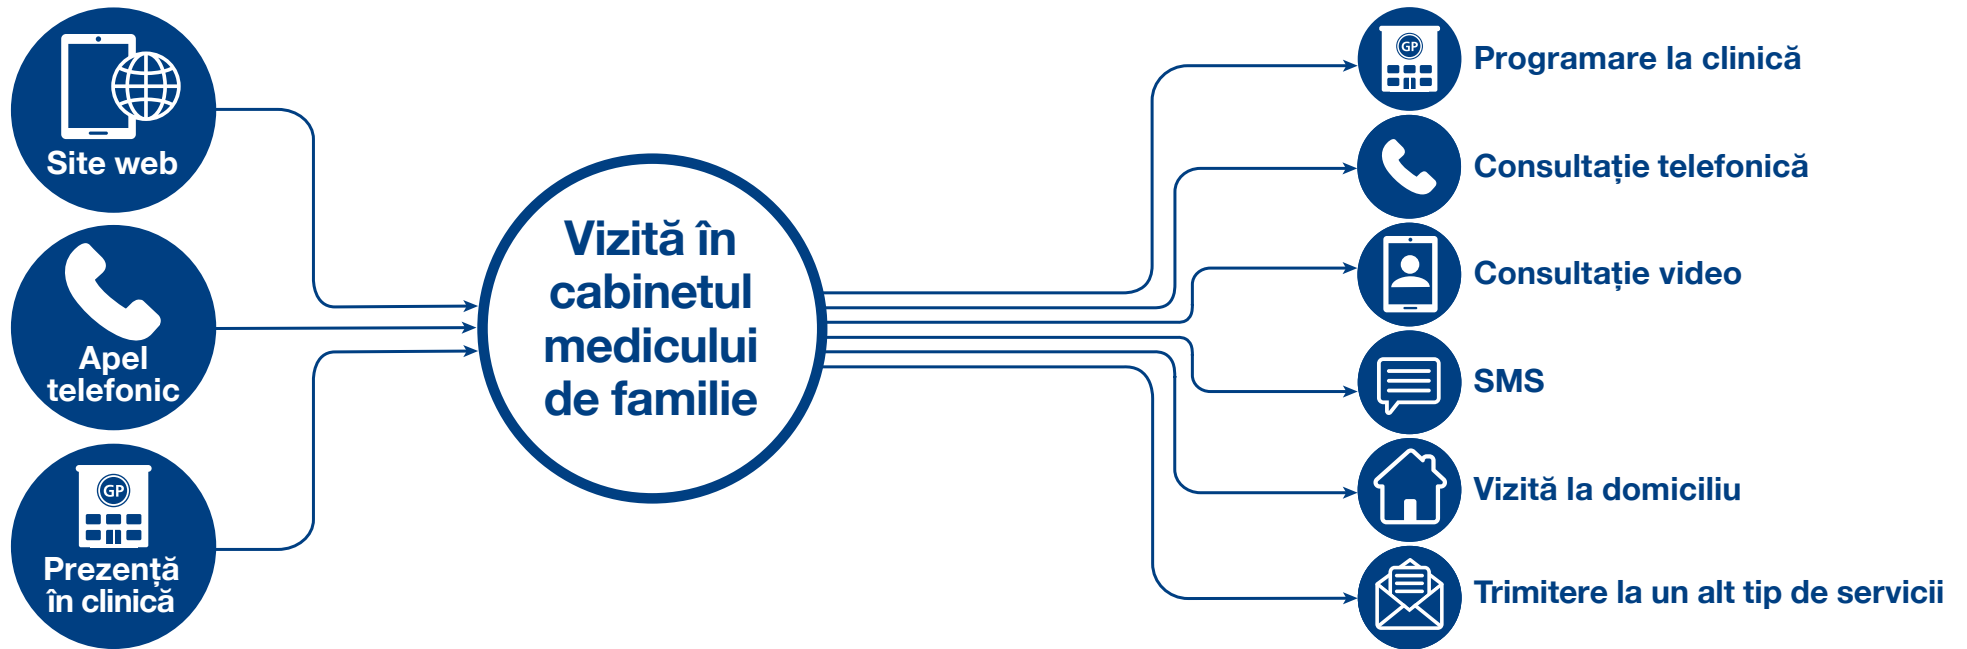 Site web
Apel
telefonic
GP
Prezență
în clinică
Vizită în
cabinetul
medicului
de familie
GP
Programare la clinică
Consultație telefonică
Consultație video
SMS
Vizită la domiciliu
Trimitere la un alt tip de servicii